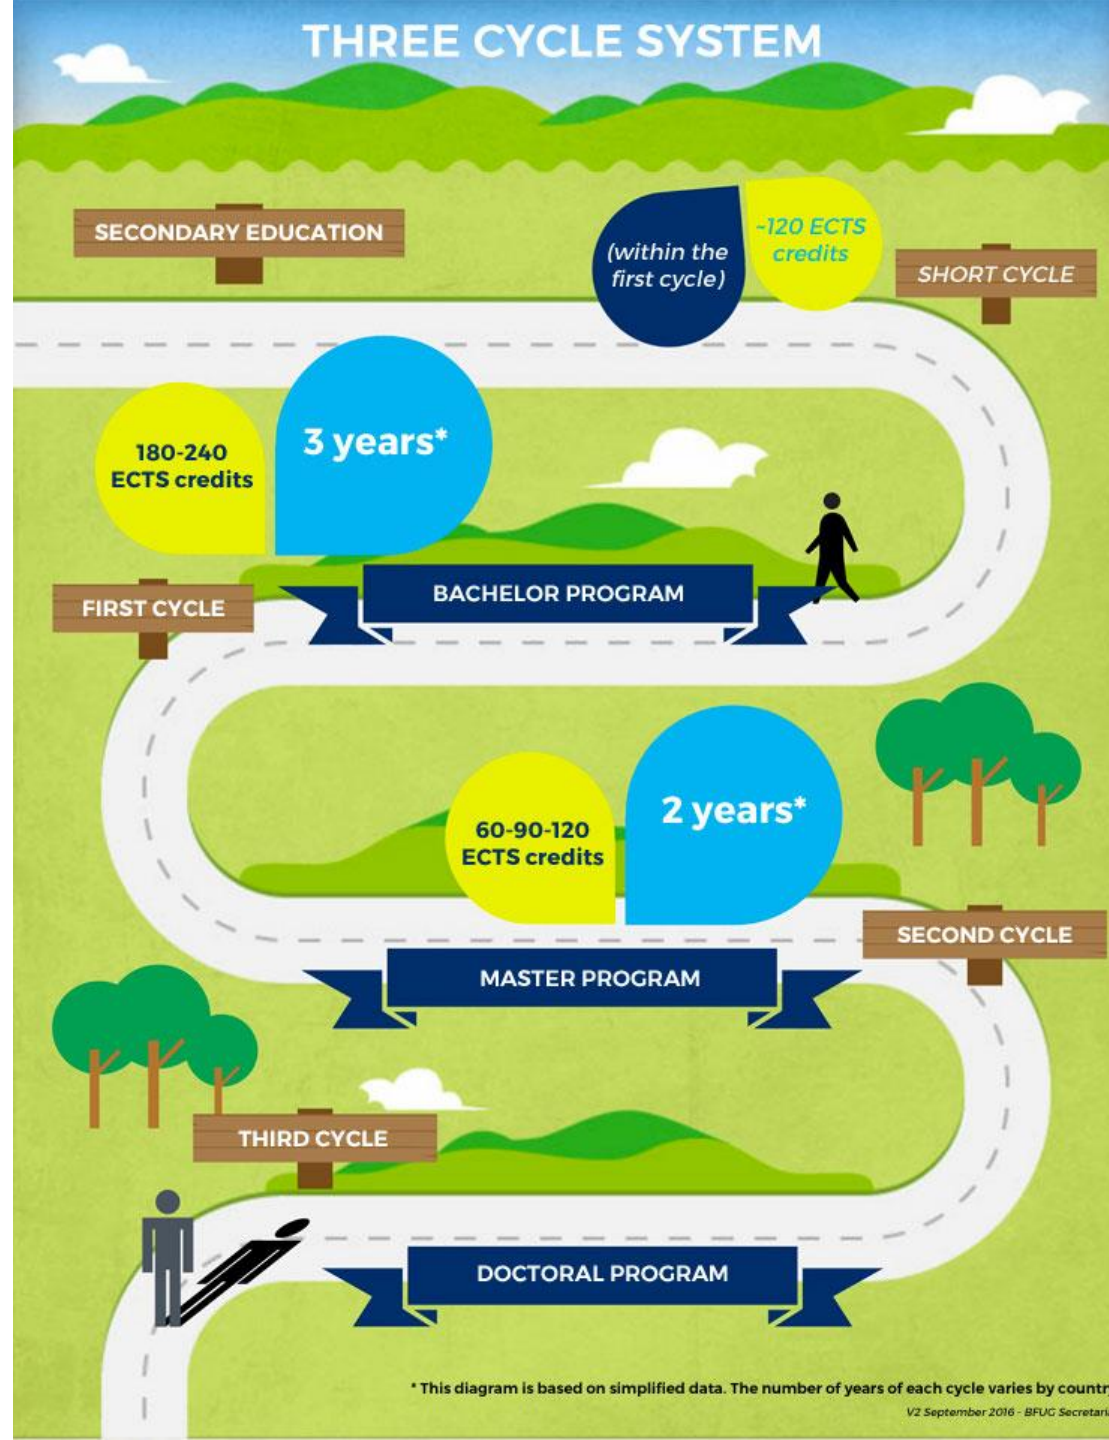 THREE CYCLE SYSTEM
SECONDARY EDUCATION
(within the
first cycle)
~120 ECTS
credits
SHORT CYCLE
180-240
ECTS credits
3 years*
FIRST CYCLE
BACHELOR PROGRAM
60-90-120
ECTS credits
2 years*
SECOND CYCLE
MASTER PROGRAM
THIRD CYCLE
DOCTORAL PROGRAM
* This diagram is based on simplified data. The number of years of each cycle varies by countr
V2 September 2016 - BFUG Secretari